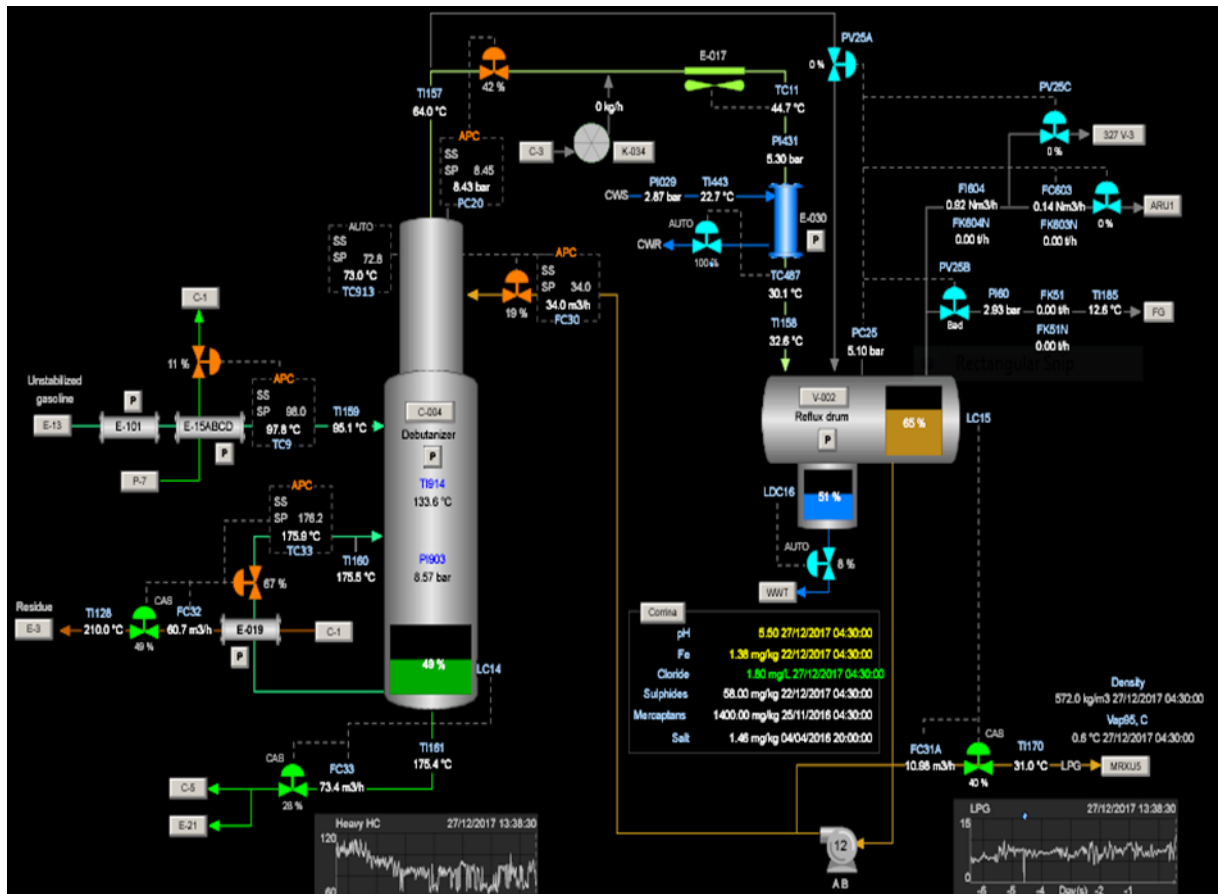 PV25A
E-017
0 %
42 %
TI157
64.0 °C
TC11
44.7 °C
PV25C
0 kg/h
APC
SS
SP 8.45
8.43 bar
PC20
C-3
K-034
PI431
5.30 bar
327 V-3
0 %
PI029
2.87 bar
TI443
22.7 °C
CWS
FI604
0.92 Nm3/h
FK604N
0.00 t/h
FC603
0.14 Nm3/h
FK603N
0.00 t/h
ARU1
0 %
AUTO
SS
SP 72.8
73.0 °C
TC913
AUTO
E-030
P
CWR
100 %
TC487
30.1 °C
APC
SS
SP 34.0
34.0 m3/h
FC30
19 %
PV25B
Bad
PI60
2.93 bar
FK51
0.00 t/h
TI185
12.6 °C
FG
FK51N
0.00 t/h
C-1
TI158
32.6 °C
PC25
5.10 bar
Rectangular Snip
11 %
Unstabilized
gasoline
APC
SS
SP 98.0
97.8 °C
TC9
P
E-13
E-101
E-15ABCD
P
TI159
95.1 °C
C-004
Debutanizer
P
V-002
Reflux drum
P
65 %
LC15
P-7
TI914
133.6 °C
LDC16
51 %
APC
SS
SP 176.2
175.9 °C
TC33
TI160
175.5 °C
PI903
8.57 bar
AUTO
8 %
WWT
67 %
Residue
TI128
210.0 °C
CAS
FC32
60.7 m3/h
E-3
49 %
E-019
C-1
P
49 %
LC14
Corrina
pH 5.50 27/12/2017 04:30:00
Fe 1.38 mg/kg 22/12/2017 04:30:00
Cloride 1.80 mg/L 27/12/2017 04:30:00
Sulphides 58.00 mg/kg 22/12/2017 04:30:00
Mercaptans 1400.00 mg/kg 25/11/2016 04:30:00
Salt 1.46 mg/kg 04/04/2016 20:00:00
Density
572.0 kg/m3 27/12/2017 04:30:00
Vap95, C
0.6 °C 27/12/2017 04:30:00
TI161
175.4 °C
CAS
FC33
73.4 m3/h
C-5
28 %
E-21
FC31A
10.98 m3/h
CAS
40 %
TI170
31.0 °C
LPG
MRXU5
Heavy HC 27/12/2017 13:38:30
120
60
12
A B
LPG 27/12/2017 13:38:30
15
0
-6 -5 -4 Day(s) -2 -1